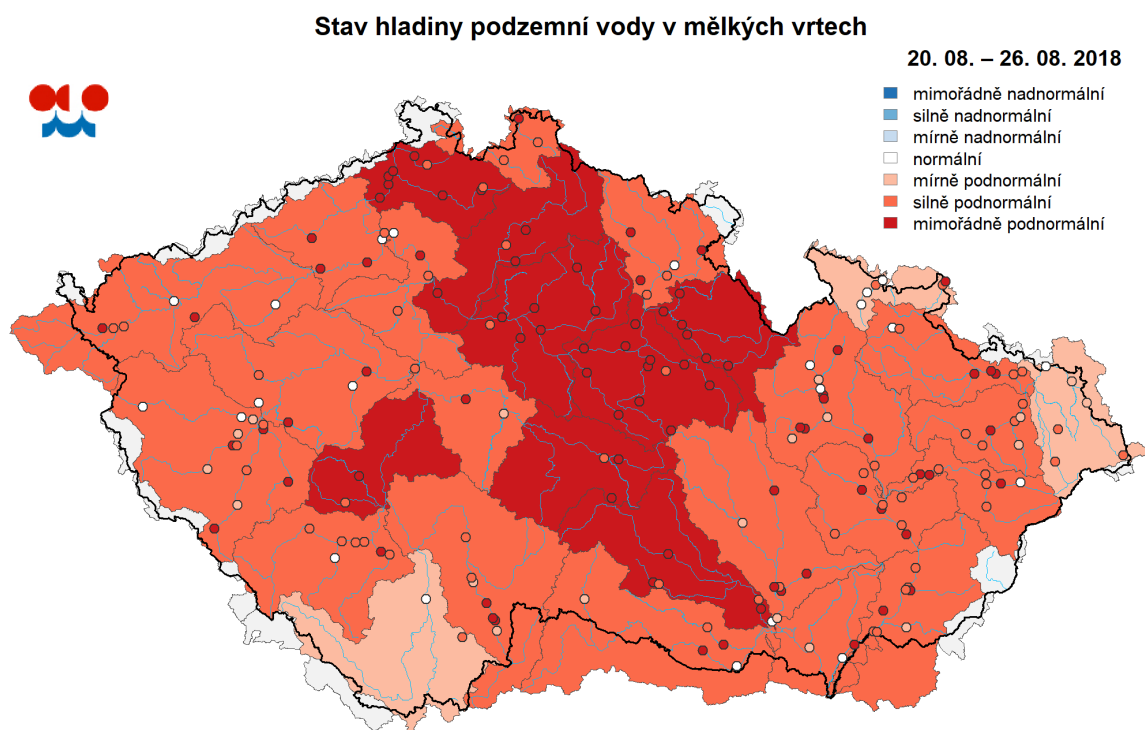 Stav hladiny podzemní vody v mělkých vrtech
20. 08. – 26. 08. 2018
mimořádně nadnormální
silně nadnormální
mírně nadnormální
normální
mírně podnormální
silně podnormální
mimořádně podnormální